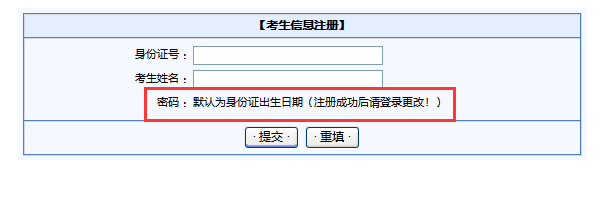 【考生信息注册】
身份证号：
考生姓名：
密码：默认为身份证出生日期（注册成功后请登录更改！）
·提交· ·重填·